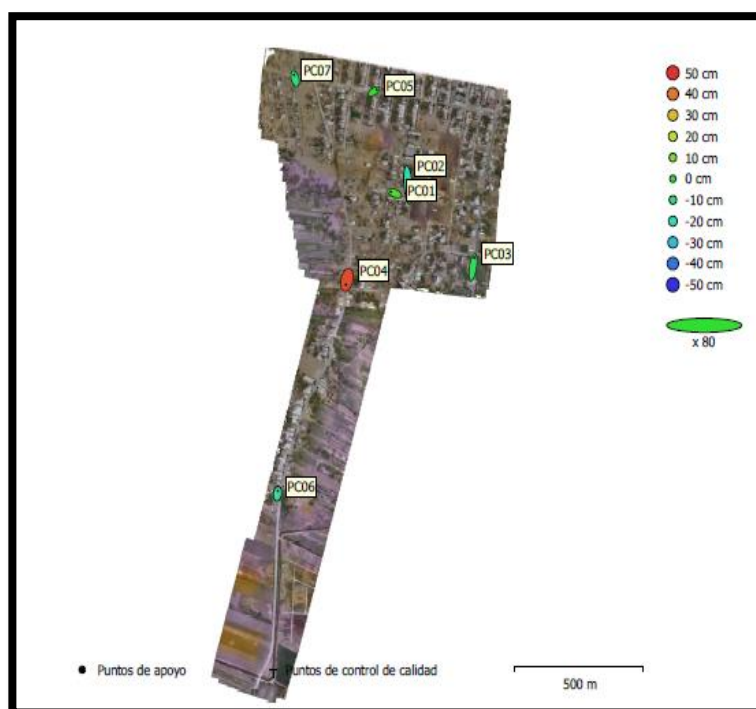 PC07
PC05
PC02
PC01
PC03
PC04
PC06
50 cm
40 cm
30 cm
20 cm
10 cm
0 cm
-10 cm
-20 cm
-30 cm
-40 cm
-50 cm
x 80
Puntos de apoyo
Puntos de control de calidad
500 m